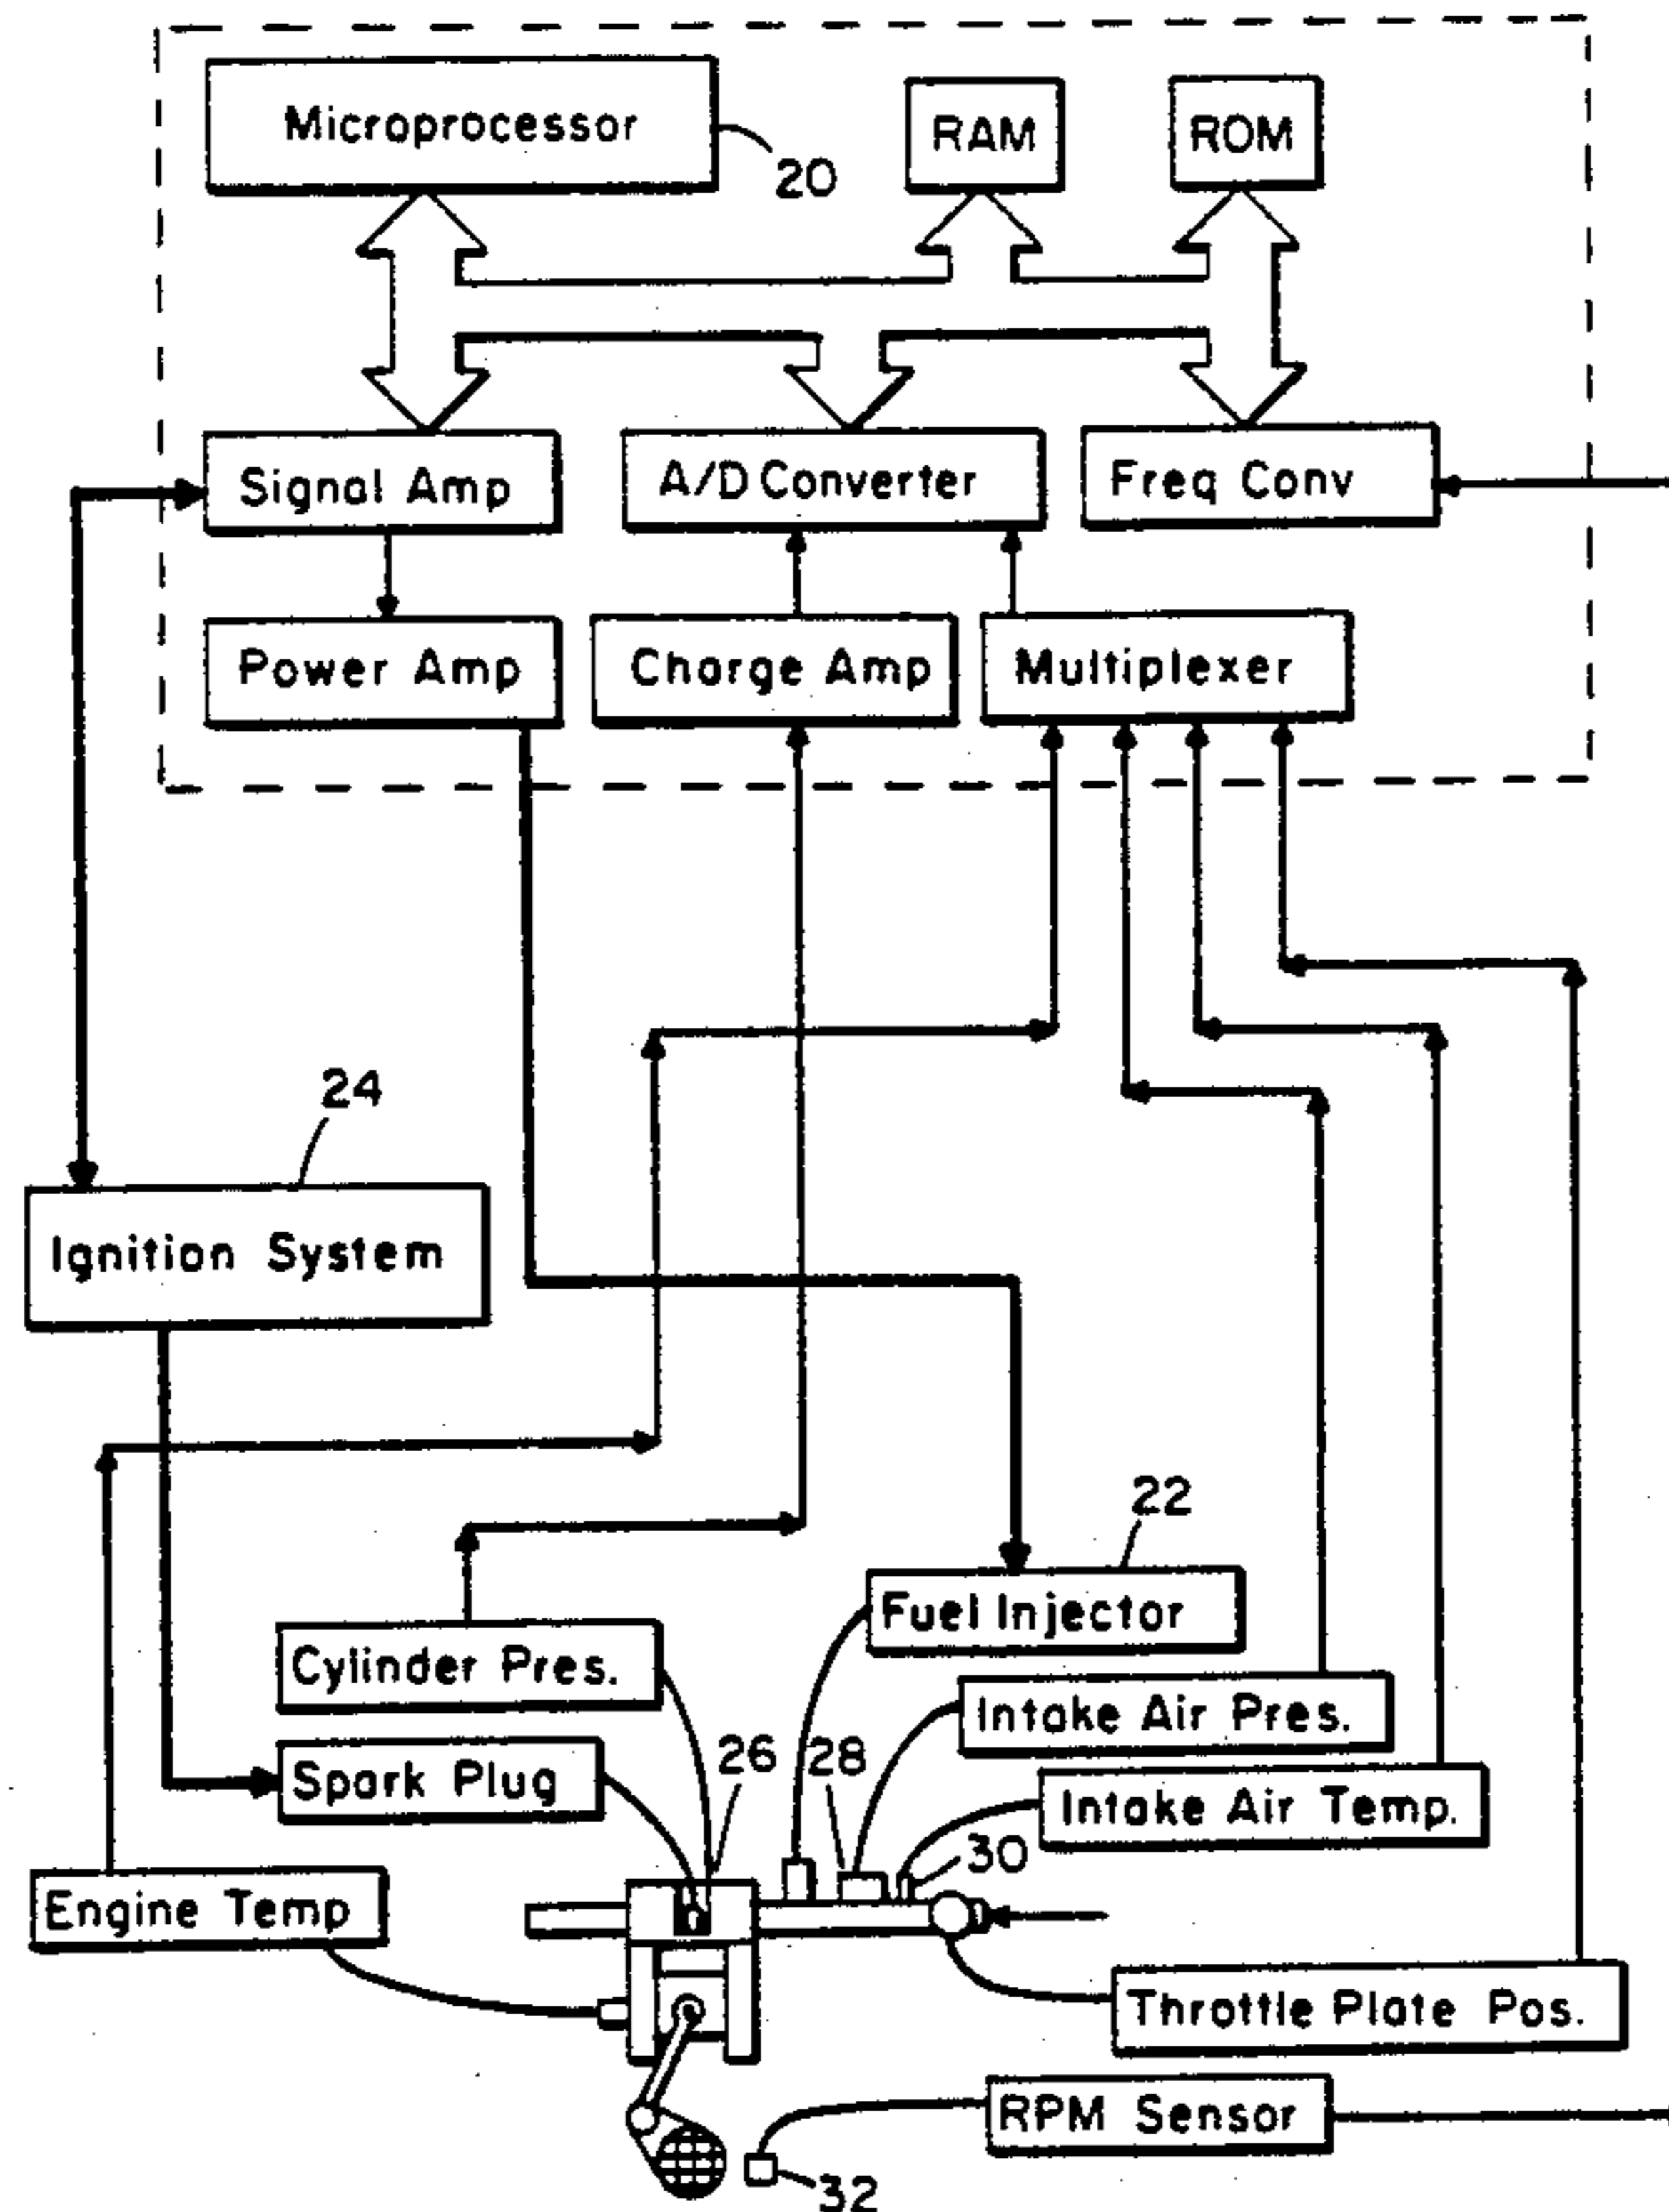 Microprocessor
20
RAM
ROM
Signal Amp
A/D Converter
Freq Conv
Power Amp
Charge Amp
Multiplexer
24
Ignition System
22
Fuel Injector
Cylinder Pres.
Intake Air Pres.
26
28
Spark Plug
Intake Air Temp.
30
Engine Temp
Throttle Plate Pos.
RPM Sensor
32